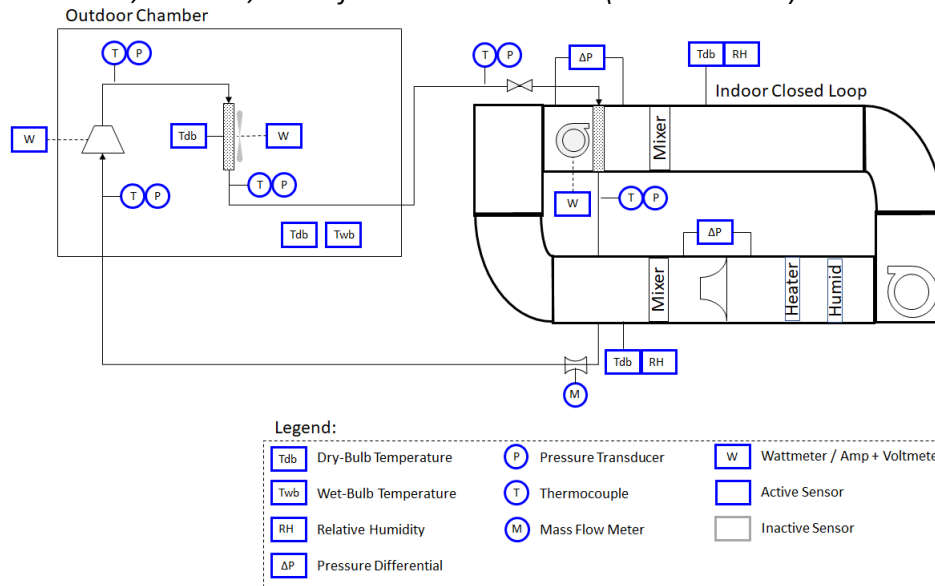 Outdoor Chamber
T P
T P
ΔP
Tdb RH
Indoor Closed Loop
W
Tdb
W
Mixer
T P
T P
W
T P
Tdb Twb
ΔP
Mixer
Heater
Humid
Tdb RH
M
Legend:
Tdb Dry-Bulb Temperature
P Pressure Transducer
W Wattmeter / Amp + Voltmete
Twb Wet-Bulb Temperature
T Thermocouple
Active Sensor
RH Relative Humidity
M Mass Flow Meter
Inactive Sensor
ΔP Pressure Differential